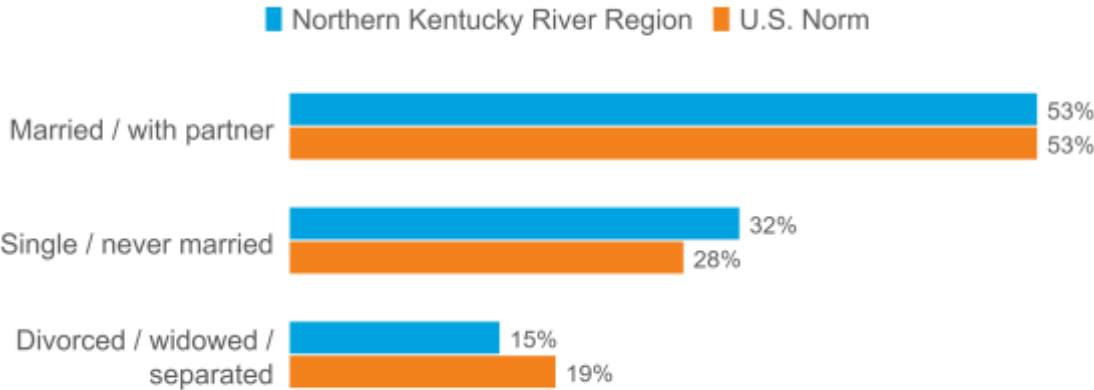 Northern Kentucky River Region U.S. Norm
Married / with partner
53%
53%
Single / never married
32%
28%
Divorced / widowed /
separated
15%
19%